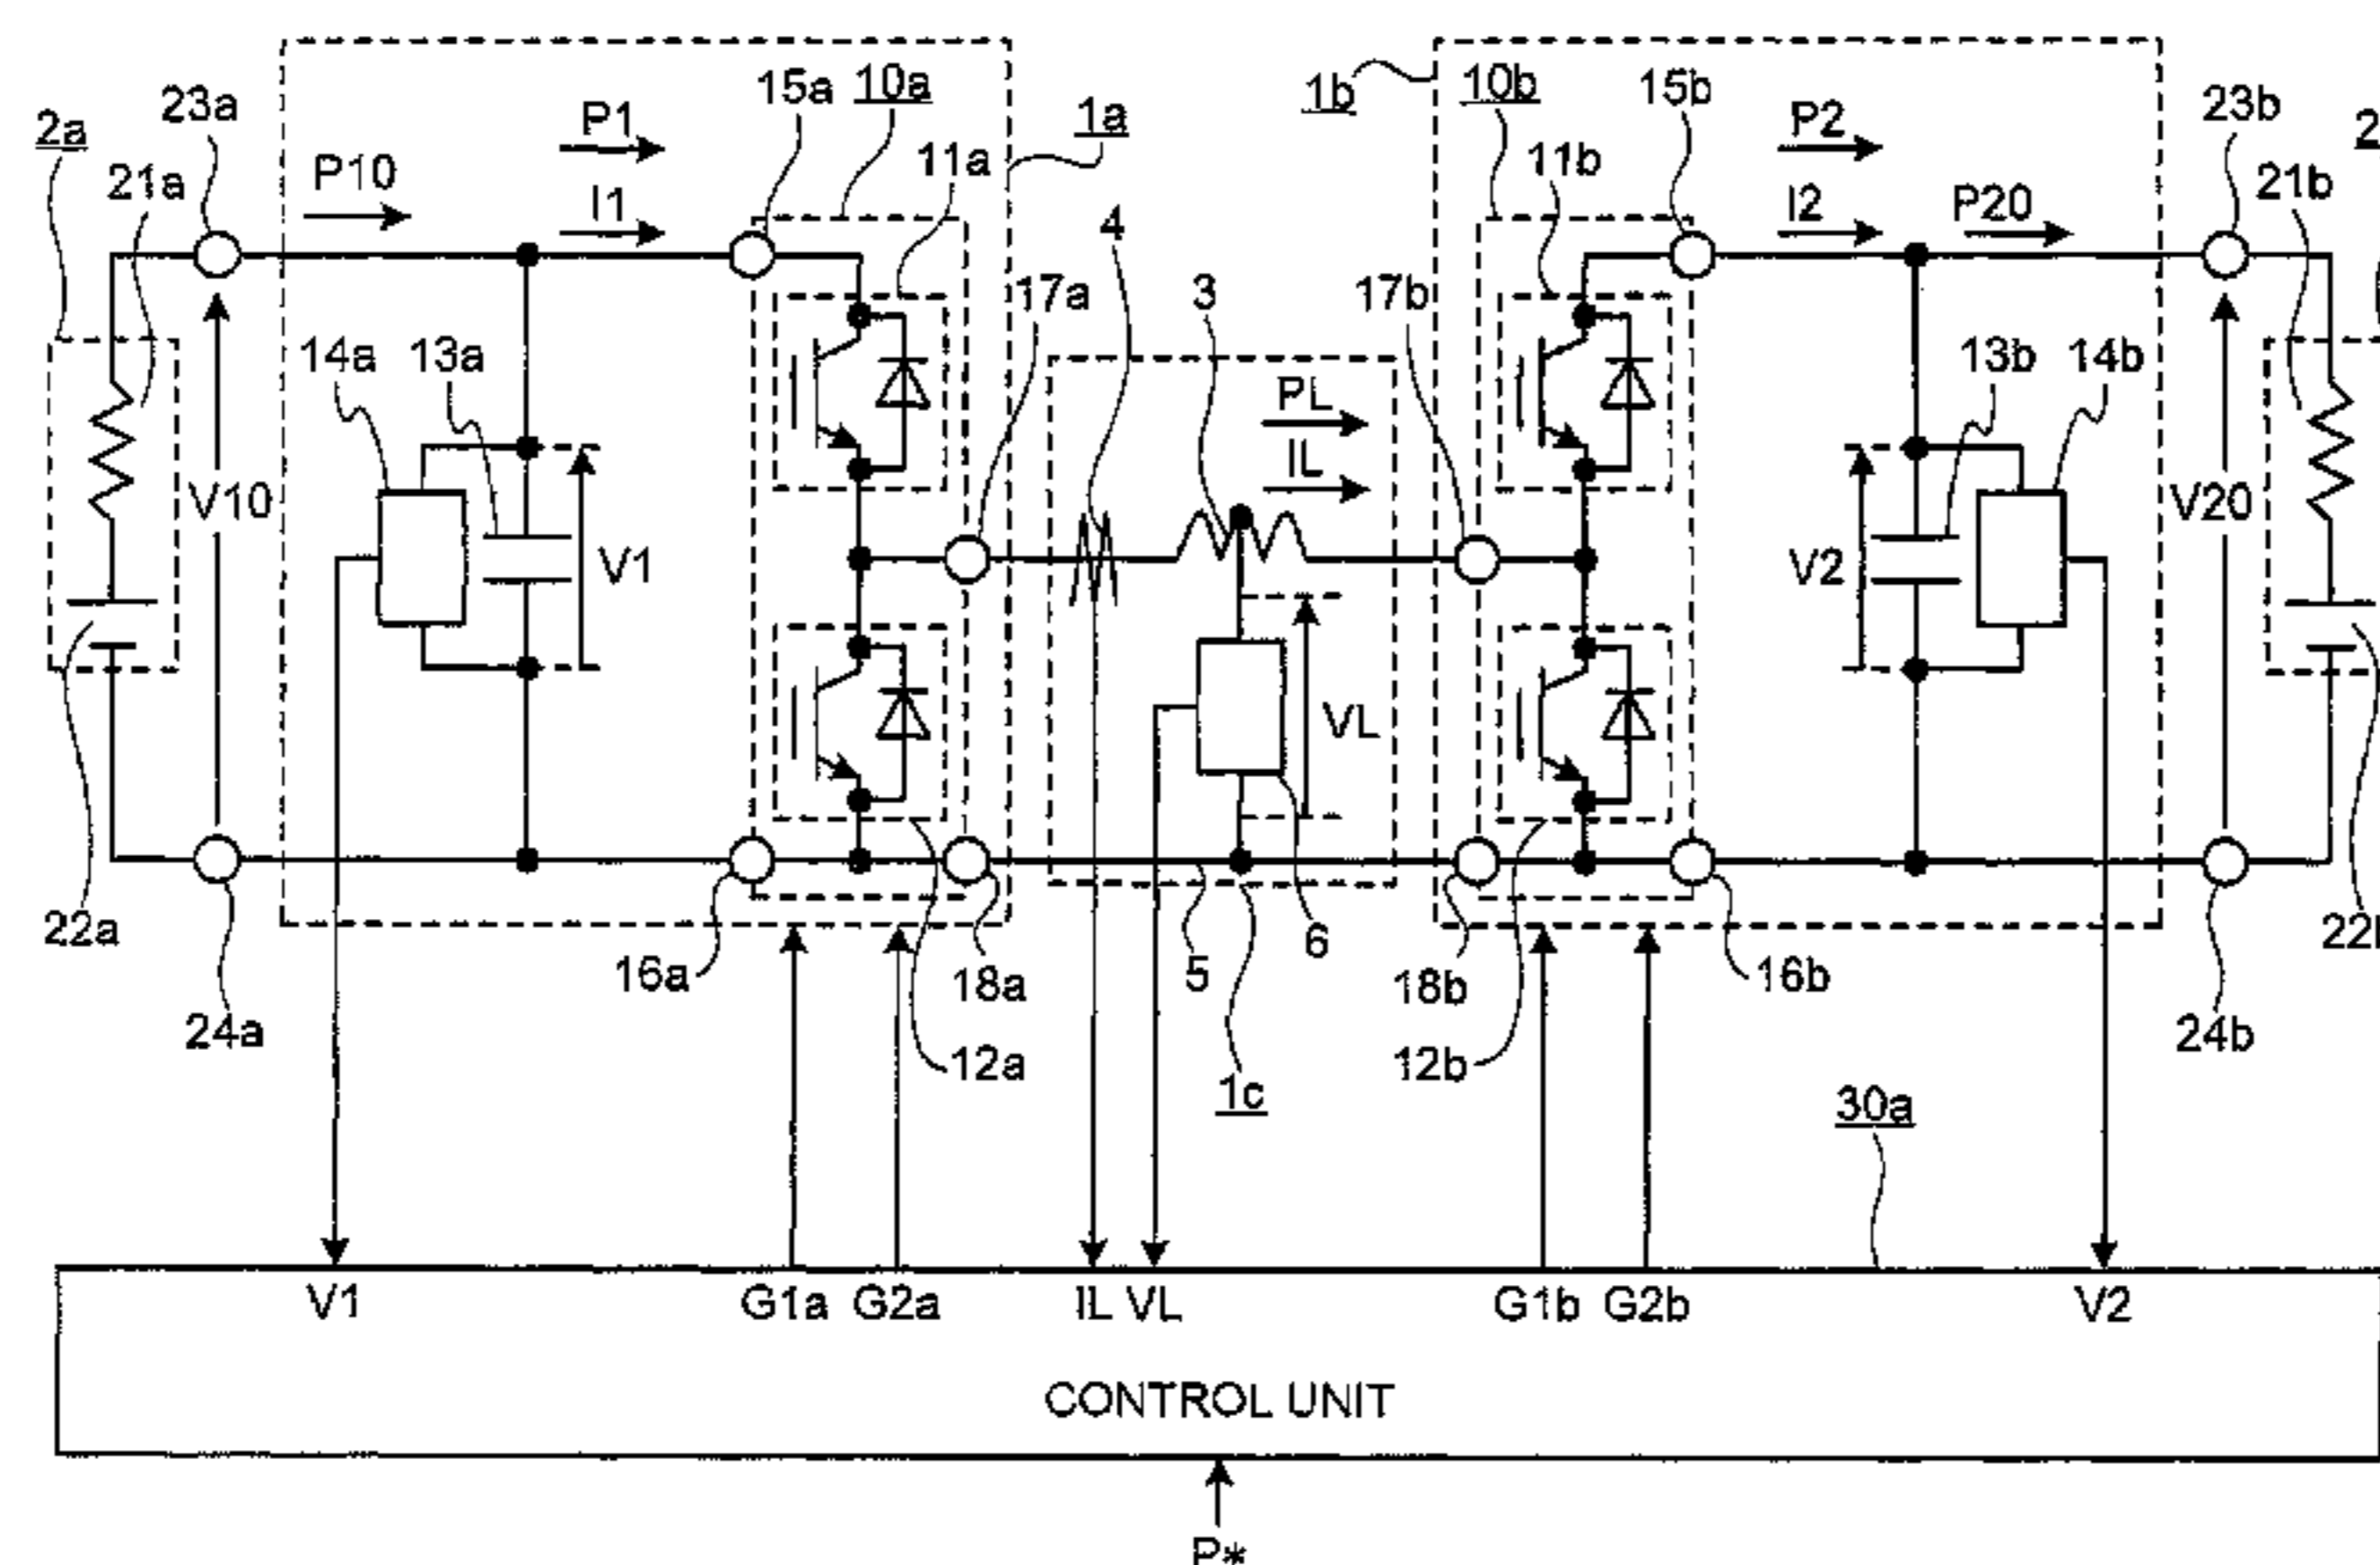 15a 10a 1b 10b 15b
23a P1 1a P2 23b
2a 11a 11b
21a P10 I1 4 I2 P20 21b
17a 3 17b
14a 13a PL 13b 14b
IL
V10 V1 V2 V20
VL
22a 16a 18a 5 6 18b 16b
24a 12a 12b 24b
1c 30a
V1 G1a G2a IL VL G1b G2b V2
CONTROL UNIT
P*